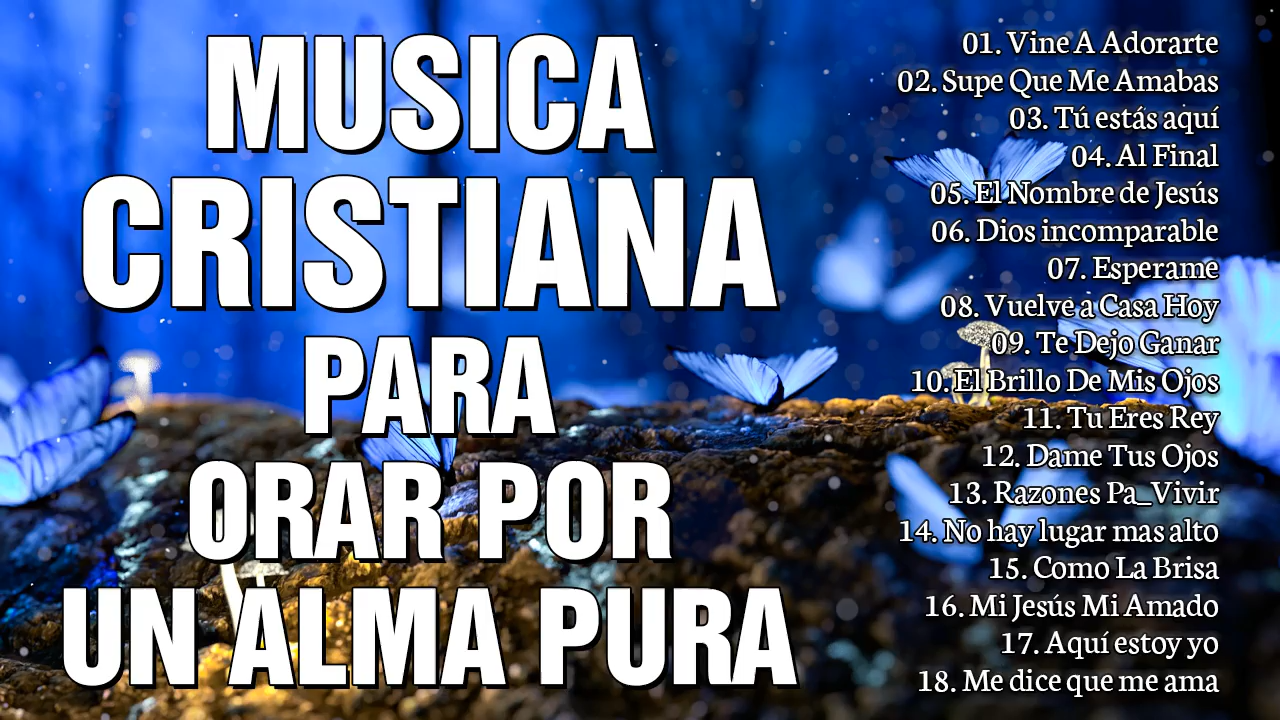 MUSICA
CRISTIANA
PARA
ORAR POR
UN ALMA PURA
01. Vine A Adorarte
02. Supe Que Me Amabas
03. Tú estás aquí
04. Al Final
05. El Nombre de Jesús
06. Dios incomparable
07. Esperame
08. Vuelve a Casa Hoy
09. Te Dejo Ganar
10. El Brillo De Mis Ojos
11. Tu Eres Rey
12. Dame Tus Ojos
13. Razones Pa_Vivir
14. No hay lugar mas alto
15. Como La Brisa
16. Mi Jesús Mi Amado
17. Aquí estoy yo
18. Me dice que me ama